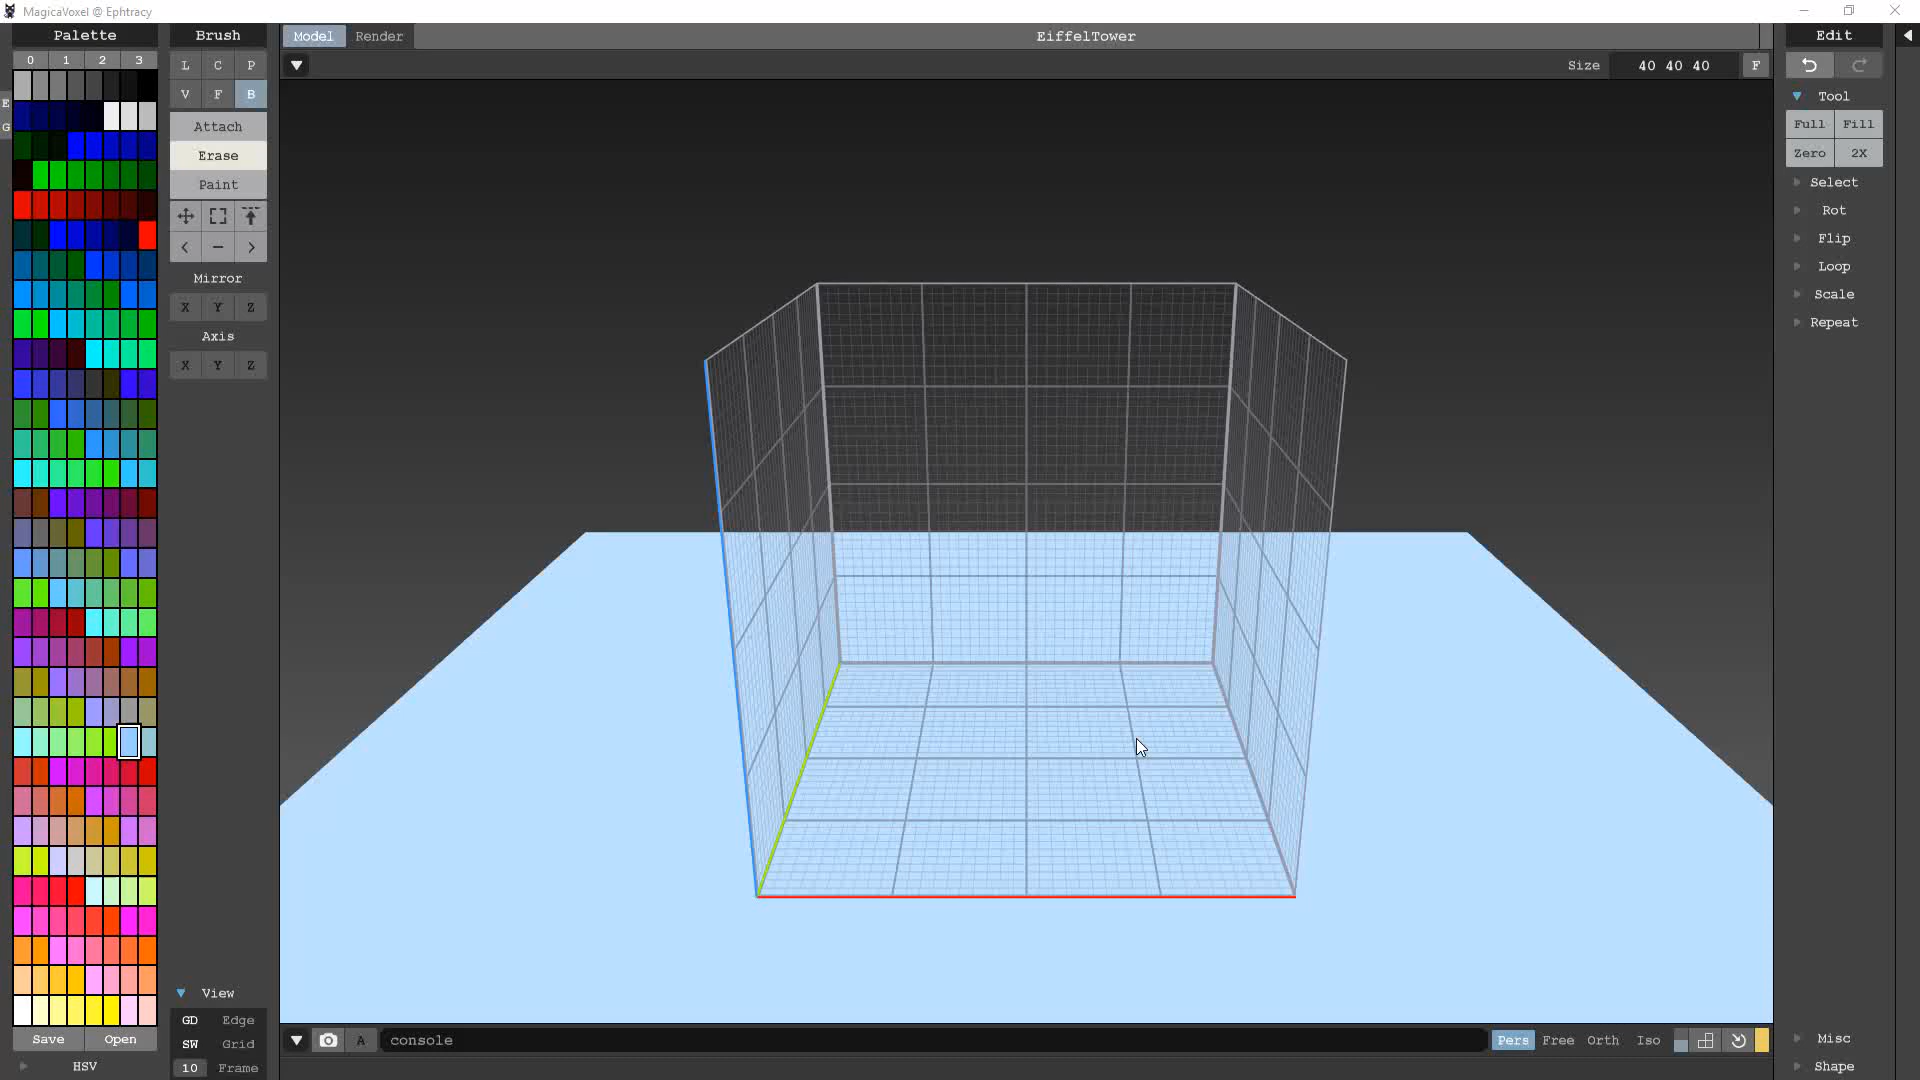 MagicaVoxel @ Ephtracy
Palette
0 1 2 3
E
G
Save Open
HSV
Brush
L C P
V F B
Attach
Erase
Paint
Mirror
X Y Z
Axis
X Y Z
View
GD Edge
SW Grid
10 Frame
Model Render EiffelTower
Size 40 40 40 F
A console Pers Free Orth Iso
Edit
Tool
Full Fill
Zero 2X
Select
Rot
Flip
Loop
Scale
Repeat
Misc
Shape